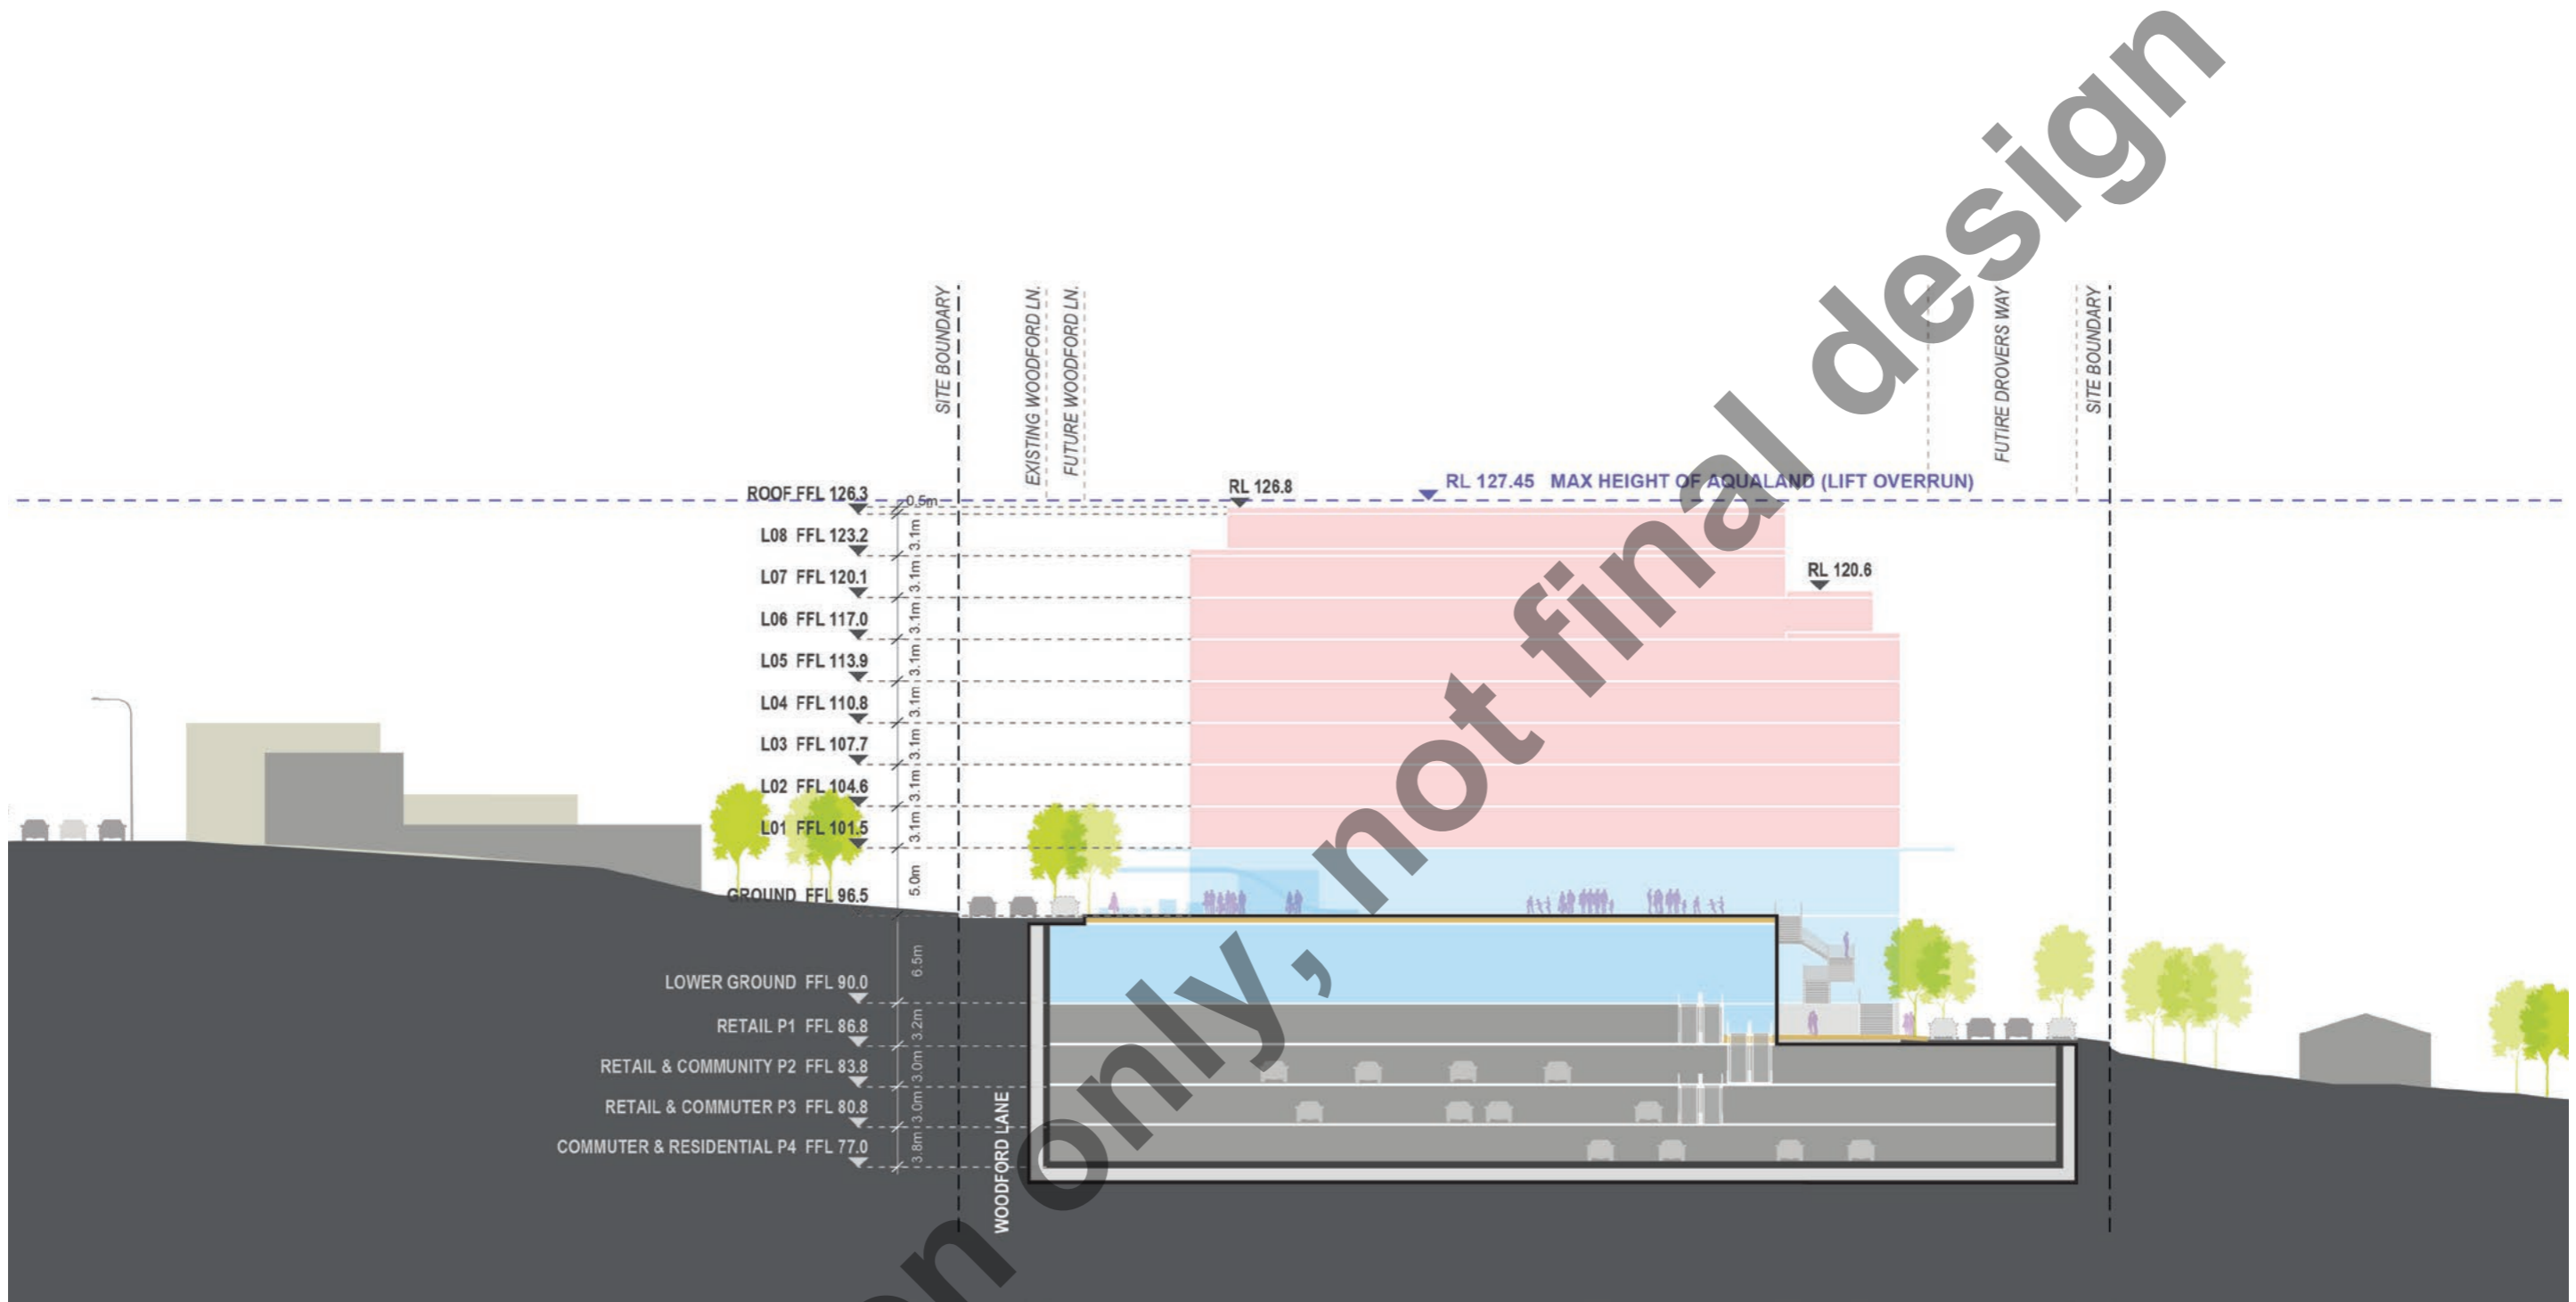 SITE BOUNDARY
EXISTING WOODFORD LN.
FUTURE WOODFORD LN.
FUTIRE DROVERS WAY
SITE BOUNDARY
ROOF FFL 126.3
0.5m
RL 126.8
RL 127.45 MAX HEIGHT OF AQUALAND (LIFT OVERRUN)
L08 FFL 123.2
3.1m
L07 FFL 120.1
3.1m
RL 120.6
L06 FFL 117.0
3.1m
L05 FFL 113.9
3.1m
L04 FFL 110.8
3.1m
L03 FFL 107.7
3.1m
L02 FFL 104.6
3.1m
L01 FFL 101.5
3.1m
5.0m
GROUND FFL 96.5
6.5m
LOWER GROUND FFL 90.0
3.2m
RETAIL P1 FFL 86.8
3.0m
RETAIL & COMMUNITY P2 FFL 83.8
3.0m
RETAIL & COMMUTER P3 FFL 80.8
3.8m
COMMUTER & RESIDENTIAL P4 FFL 77.0
WOODFORD LANE
only, not final design